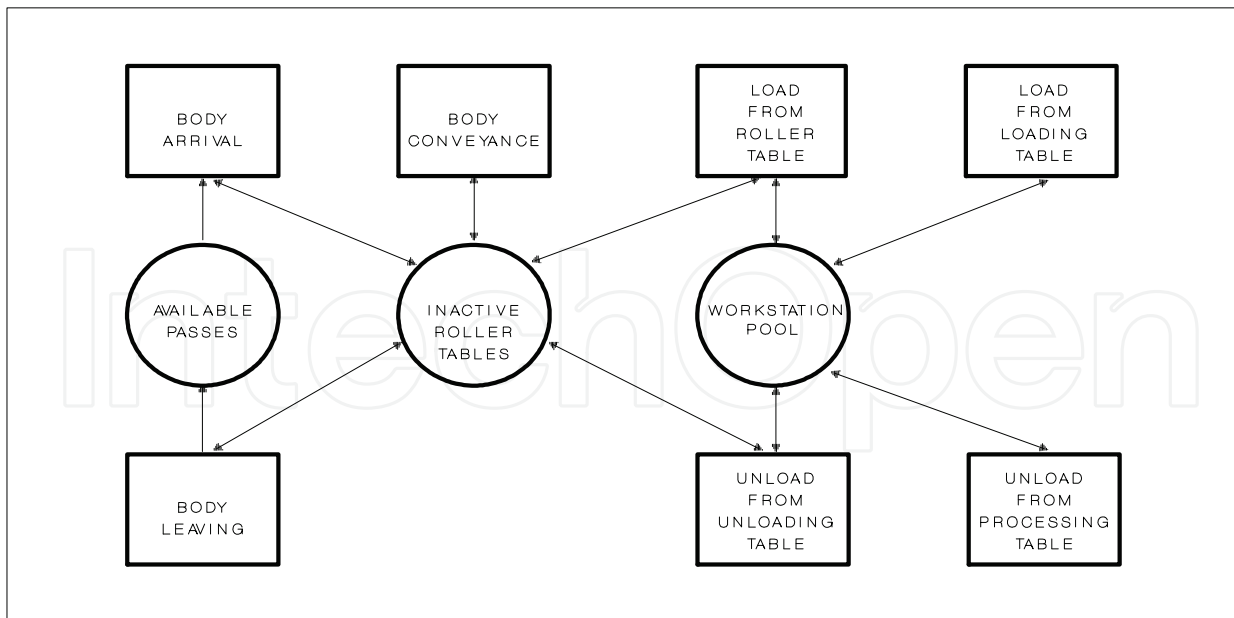 BODY
ARRIVAL
BODY
CONVEYANCE
LOAD
FROM
ROLLER
TABLE
LOAD
FROM
LOADING
TABLE
AVAILABLE
PASSES
INACTIVE
ROLLER
TABLES
WORKSTATION
POOL
IntechOpen
BODY
LEAVING
UNLOAD
FROM
UNLOADING
TABLE
UNLOAD
FROM
PROCESSING
TABLE